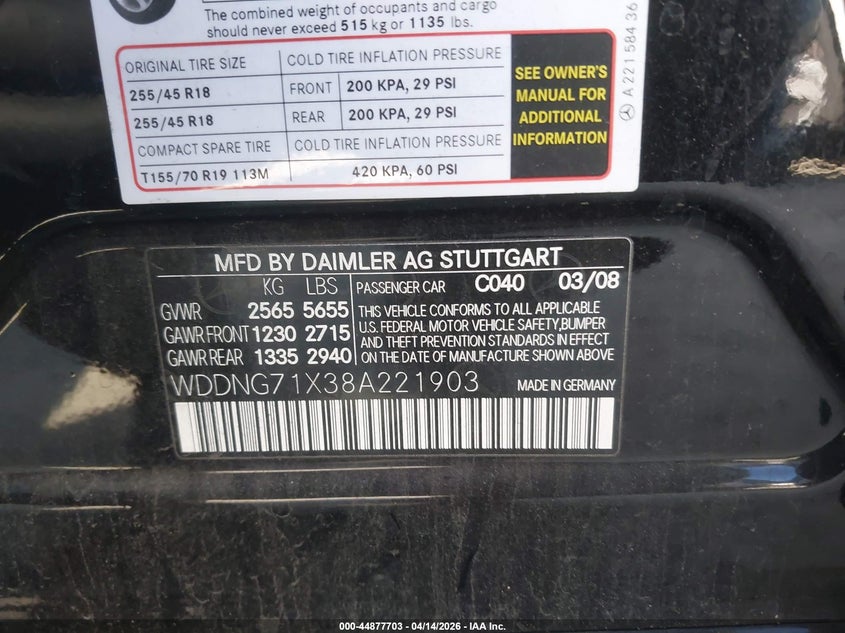 The combined weight of occupants and cargo
should never exceed 515 kg or 1135 lbs.
ORIGINAL TIRE SIZE COLD TIRE INFLATION PRESSURE
255/45 R18 FRONT 200 KPA, 29 PSI
255/45 R18 REAR 200 KPA, 29 PSI
COMPACT SPARE TIRE COLD TIRE INFLATION PRESSURE
T155/70 R19 113M 420 KPA, 60 PSI
SEE OWNER'S
MANUAL FOR
ADDITIONAL
INFORMATION
A 221 584 36
MFD BY DAIMLER AG STUTTGART
KG LBS PASSENGER CAR C040 03/08
GVWR 2565 5655
GAWR FRONT 1230 2715
GAWR REAR 1335 2940
THIS VEHICLE CONFORMS TO ALL APPLICABLE
U.S. FEDERAL MOTOR VEHICLE SAFETY,BUMPER
AND THEFT PREVENTION STANDARDS IN EFFECT
ON THE DATE OF MANUFACTURE SHOWN ABOVE
WDDNG71X38A221903 MADE IN GERMANY
000-44877703 - 04/14/2026 - IAA Inc.